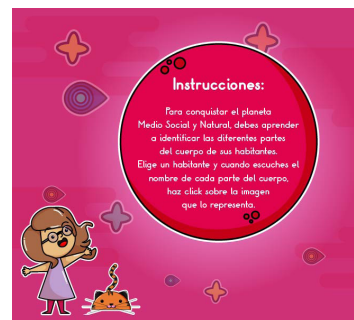 Instrucciones:
Para conquistar el planeta
Medio Social y Natural, debes aprender
a identificar las diferentes partes
del cuerpo de sus habitantes.
Elige un habitante y cuando escuches el
nombre de cada parte del cuerpo,
haz click sobre la imagen
que lo representa.